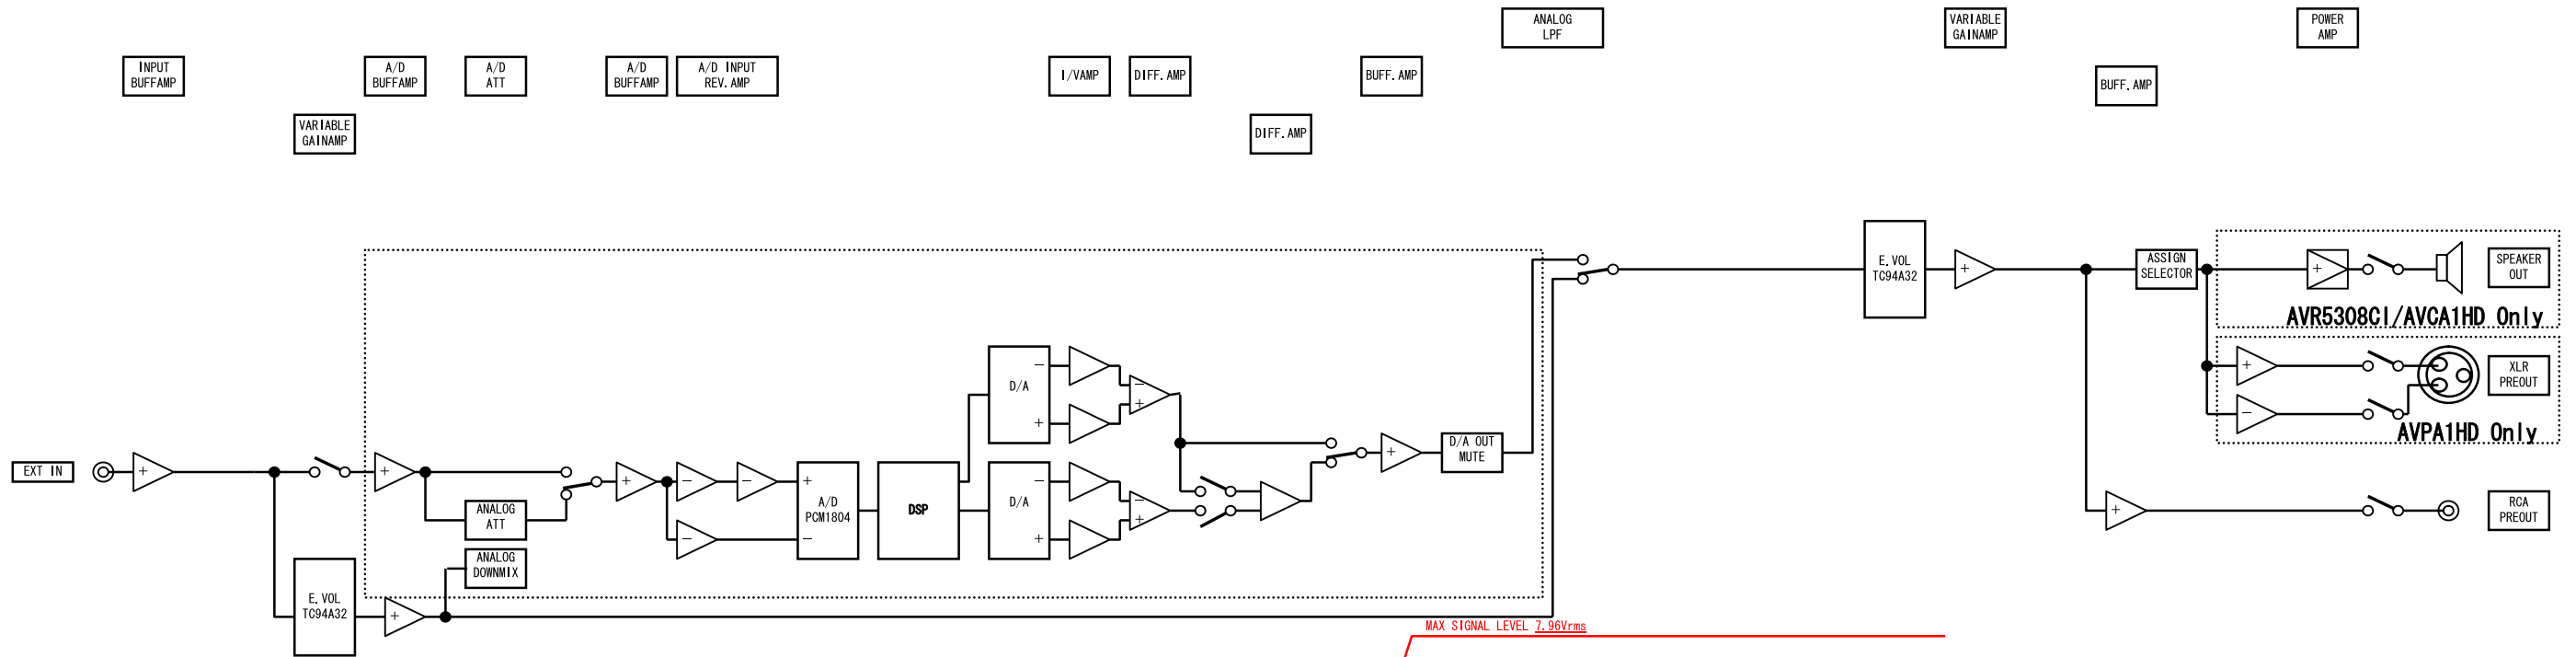 ANALOG
LPF
VARIABLE
GAINAMP
POWER
AMP
INPUT
BUFFAMP
A/D
BUFFAMP
A/D
ATT
A/D
BUFFAMP
A/D INPUT
REV.AMP
I/VAMP
DIFF.AMP
BUFF.AMP
BUFF.AMP
VARIABLE
GAINAMP
DIFF.AMP
E.VOL
TC94A32
+
ASSIGN
SELECTOR
+
SPEAKER
OUT
AVR5308CI/AVCA1HD Only
D/A
-
+
-
+
+
-
XLR
PREOUT
AVPA1HD Only
EXT IN
+
+
ANALOG
ATT
+
-
-
-
+
A/D
PCM1804
-
DSP
D/A
-
+
-
+
+
D/A OUT
MUTE
+
RCA
PREOUT
ANALOG
DOWNMIX
E.VOL
TC94A32
+
MAX SIGNAL LEVEL 7.96Vrms